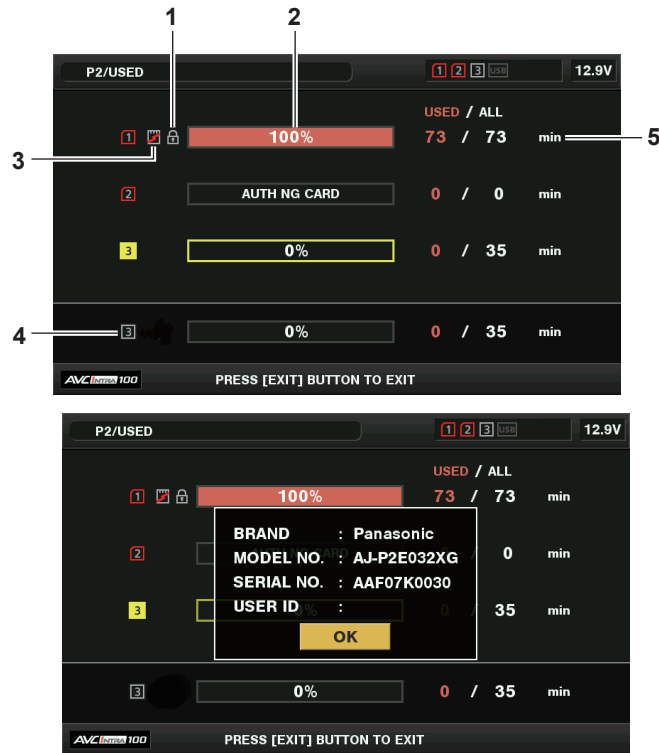 1 2
P2/USED 1 2 3 USB 12.9V
USED / ALL
1 100% 73 / 73 min 5
3
2 AUTH NG CARD 0 / 0 min
3 0% 0 / 35 min
4 3 0% 0 / 35 min
AVC Intra 100 PRESS [EXIT] BUTTON TO EXIT
P2/USED 1 2 3 USB 12.9V
USED / ALL
1 100% 73 / 73 min
BRAND : Panasonic
2 MODEL NO. : AJ-P2E032XG / 0 min
SERIAL NO. : AAF07K0030
3 USER ID : 0 / 35 min
OK
3 0% 0 / 35 min
AVC Intra 100 PRESS [EXIT] BUTTON TO EXIT